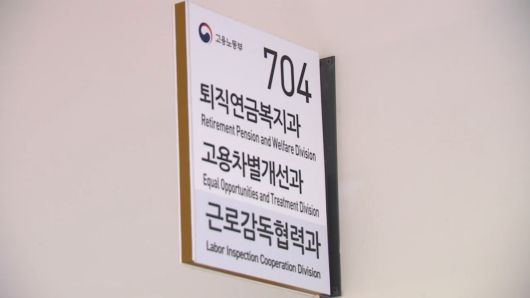 고용노동부
704
퇴직연금복지과
Retirement Pension and Welfare Division
고용차별개선과
Equal Opportunities and Treatment Division
근로감독협력과
Labor Inspection Cooperation Division